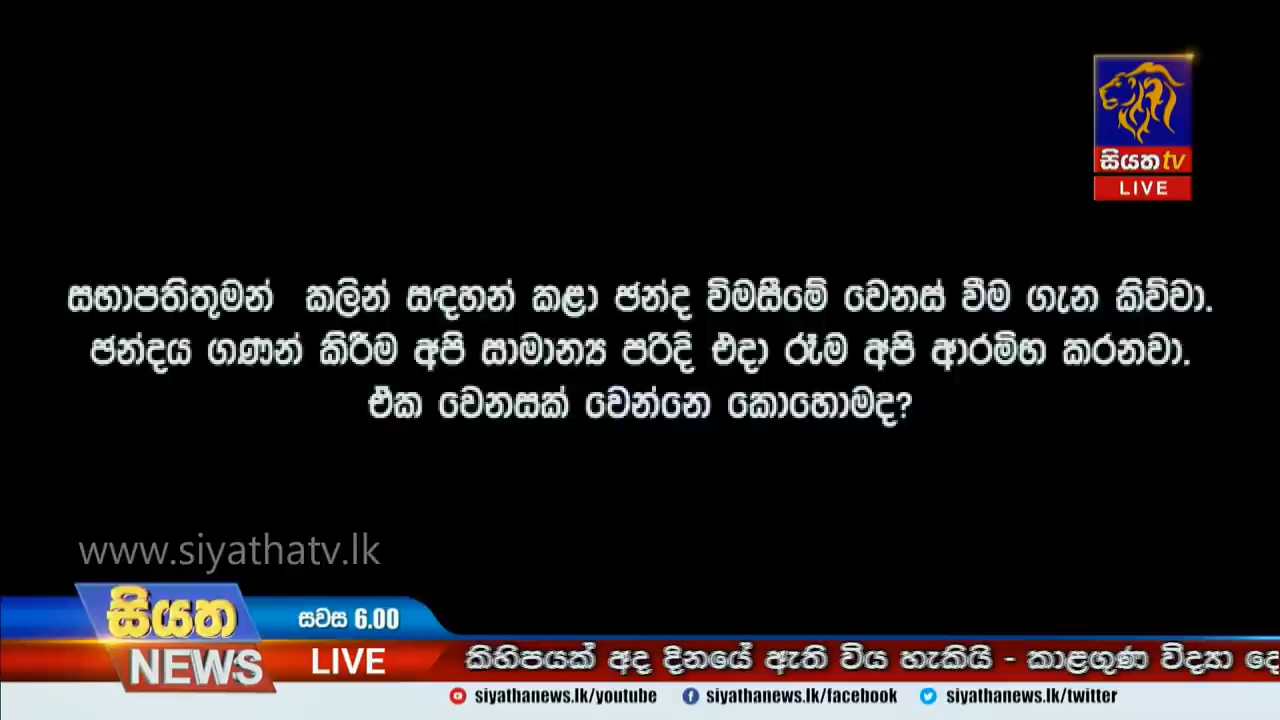 සියත tv
LIVE
සභාපතිතුමන් කලින් සඳහන් කළා ඡන්ද විමසීමේ වෙනස් වීම ගැන කිව්වා.
ඡන්දය ගණන් කිරීම අපි සාමාන්‍ය පරිදි එදා රෑම අපි ආරම්භ කරනවා.
ඒක වෙනසක් වෙන්නෙ කොහොමද?
www.siyathatv.lk
සියත
සවස 6.00
NEWS
LIVE
කිහිපයක් අද දිනයේ ඇති විය හැකියි - කාළගුණ විද්‍යා දෙ
siyathanews.lk/youtube siyathanews.lk/facebook siyathanews.lk/twitter